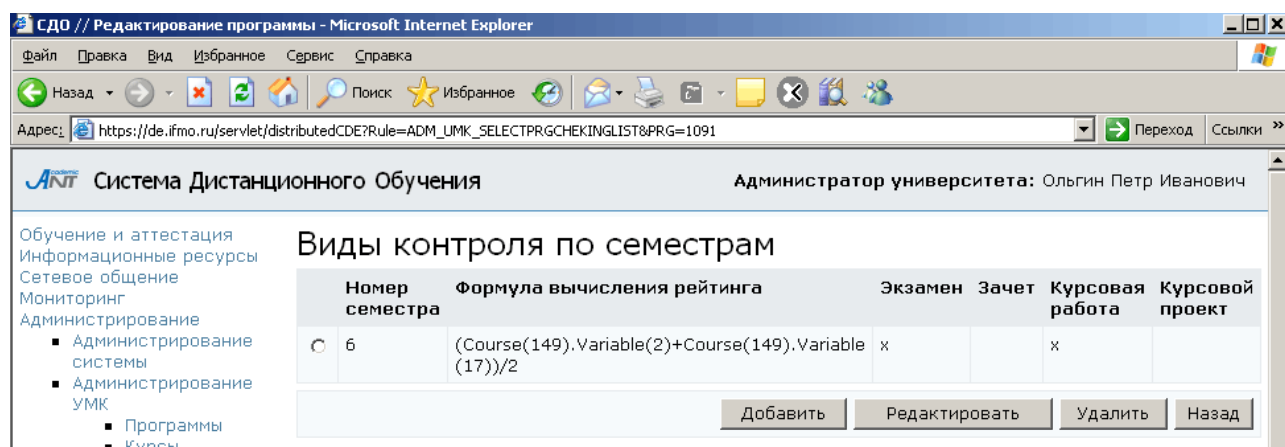 СДО // Редактирование программы - Microsoft Internet Explorer
Файл Правка Вид Избранное Сервис Справка
Назад Поиск Избранное
Адрес: https://de.ifmo.ru/servlet/distributedCDE?Rule=ADM_UMK_SELECTPRGCHEKINGLIST&PRG=1091 Переход Ссылки »
Academic ANT Система Дистанционного Обучения Администратор университета: Ольгин Петр Иванович
Обучение и аттестация
Информационные ресурсы
Сетевое общение
Мониторинг
Администрирование
Администрирование
системы
Администрирование
УМК
Программы
Курсы
Виды контроля по семестрам
Номер семестра Формула вычисления рейтинга Экзамен Зачет Курсовая работа Курсовой проект
6 (Course(149).Variable(2)+Course(149).Variable x x
(17))/2
Добавить Редактировать Удалить Назад